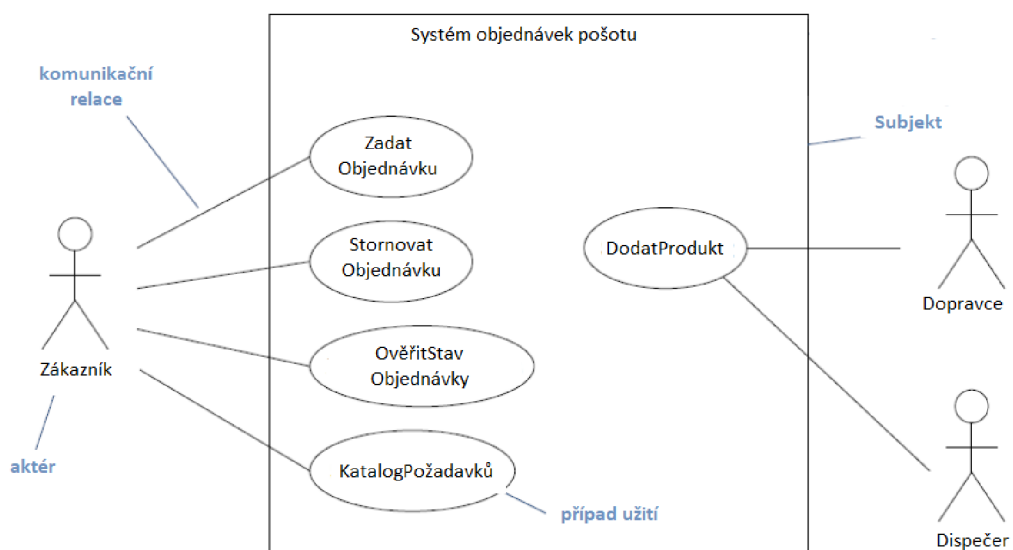 Systém objednávek pošotu
komunikační
relace
Zadat
Objednávku
Subjekt
Stornovat
Objednávku
DodatProdukt
Dopravce
OvěřitStav
Objednávky
Zákazník
aktér
KatalogPožadavků
případ užití
Dispečer